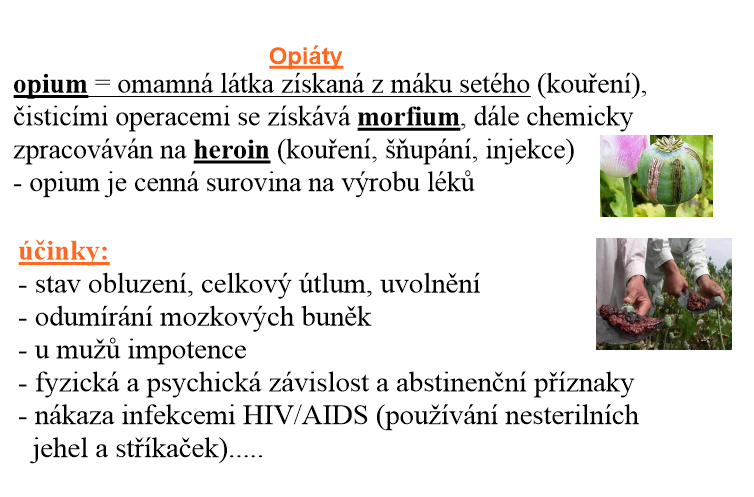 Opiáty
opium = omamná látka získaná z máku setého (kouření),
čisticími operacemi se získává morfium, dále chemicky
zpracováván na heroin (kouření, šňupání, injekce)
- opium je cenná surovina na výrobu léků
účinky:
- stav obluzení, celkový útlum, uvolnění
- odumírání mozkových buněk
- u mužů impotence
- fyzická a psychická závislost a abstinenční příznaky
- nákaza infekcemi HIV/AIDS (používání nesterilních
jehel a stříkaček).....